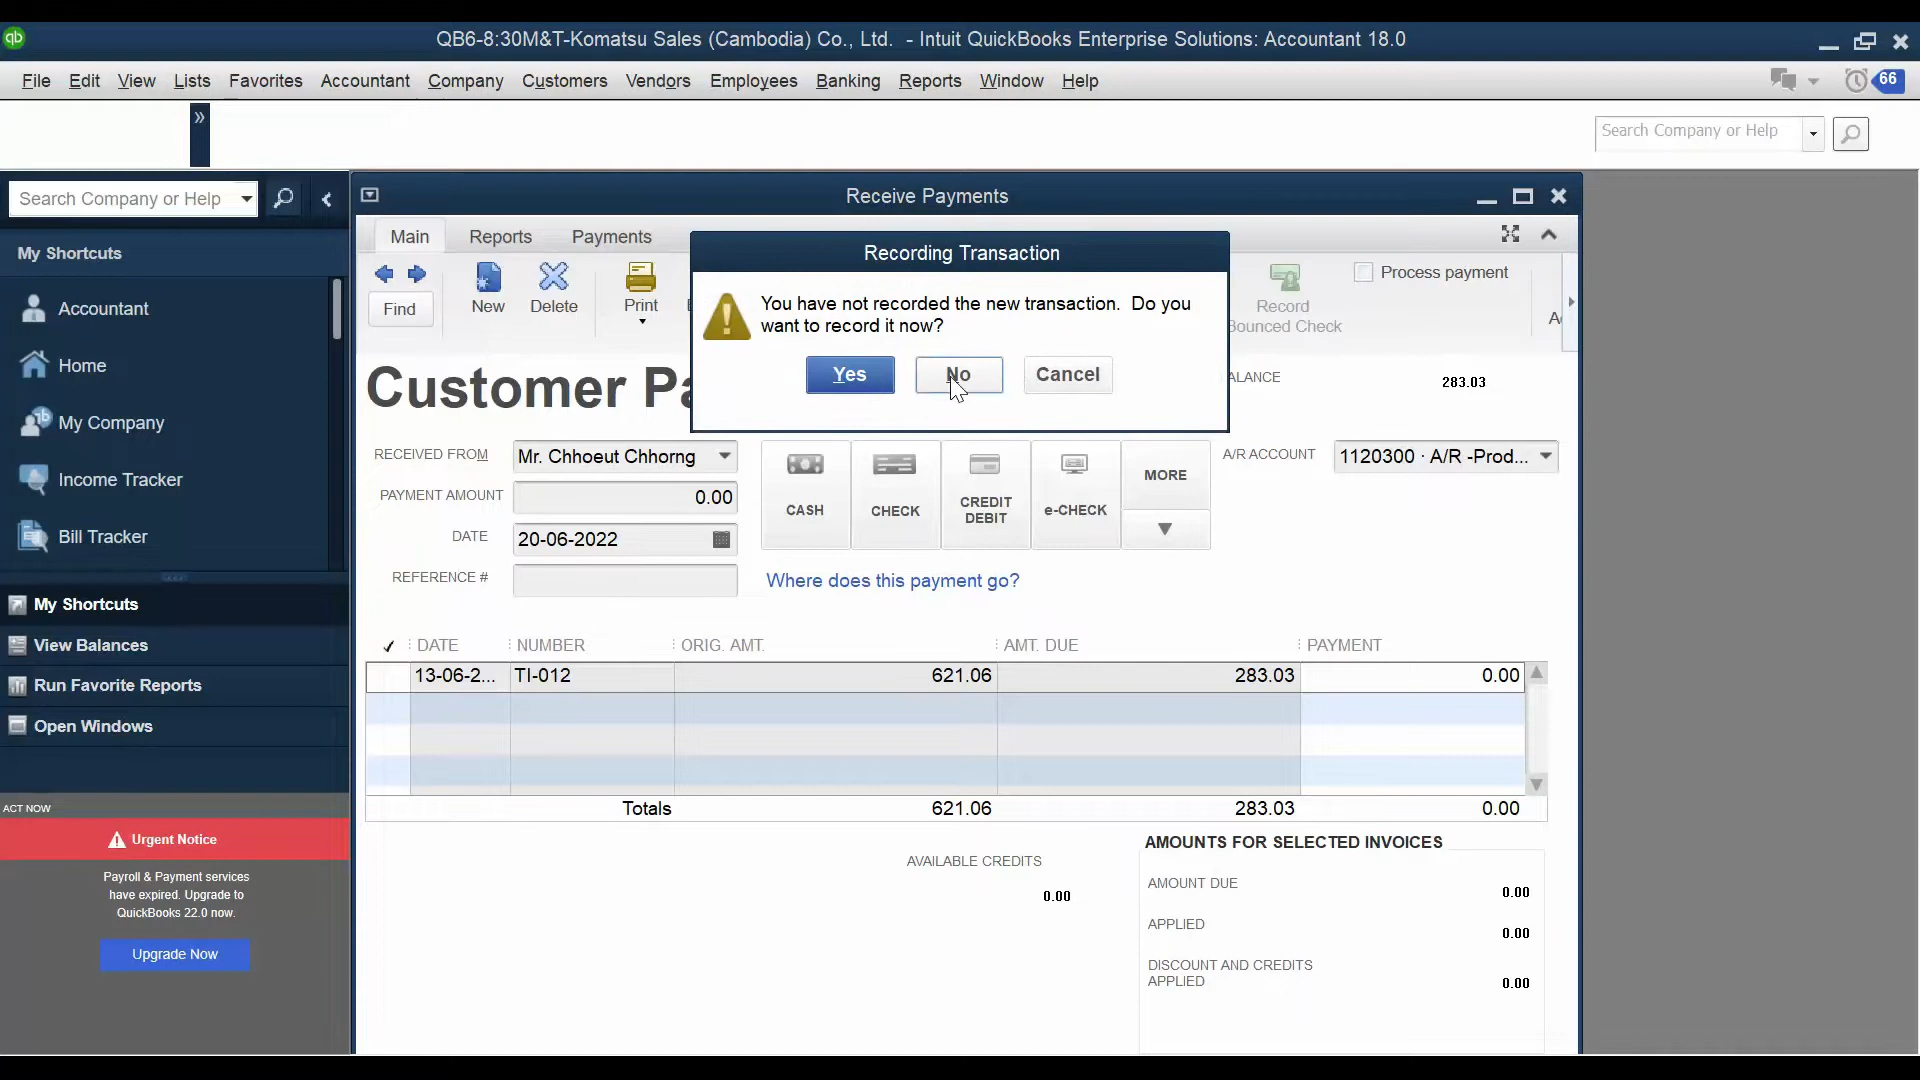 qb
QB6-8:30M&T-Komatsu Sales (Cambodia) Co., Ltd. - Intuit QuickBooks Enterprise Solutions: Accountant 18.0
File Edit View Lists Favorites Accountant Company Customers Vendors Employees Banking Reports Window Help
66
»
Search Company or Help
Search Company or Help
My Shortcuts
Accountant
Home
My Company
Income Tracker
Bill Tracker
My Shortcuts
View Balances
Run Favorite Reports
Open Windows
ACT NOW
Urgent Notice
Payroll & Payment services
have expired. Upgrade to
QuickBooks 22.0 now.
Upgrade Now
Receive Payments
Main Reports Payments
Find
New
Delete
Print
Record
Bounced Check
Process payment
Recording Transaction
You have not recorded the new transaction. Do you
want to record it now?
Yes No Cancel
Customer Pa
ALANCE 283.03
RECEIVED FROM Mr. Chhoeut Chhorng
PAYMENT AMOUNT 0.00
DATE 20-06-2022
REFERENCE #
CASH
CHECK
CREDIT
DEBIT
e-CHECK
MORE
A/R ACCOUNT 1120300 · A/R -Prod...
Where does this payment go?
✓ DATE NUMBER ORIG. AMT. AMT. DUE PAYMENT
13-06-2... TI-012 621.06 283.03 0.00
Totals 621.06 283.03 0.00
AVAILABLE CREDITS
0.00
AMOUNTS FOR SELECTED INVOICES
AMOUNT DUE 0.00
APPLIED 0.00
DISCOUNT AND CREDITS
APPLIED 0.00